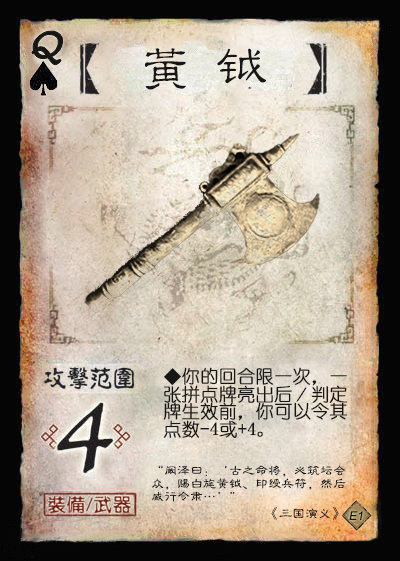 Q
【黃鉞】
攻擊范圍
4
裝備/武器
◆你的回合限一次，一
张拼点牌亮出后／判定
牌生效前，你可以令其
点数-4或+4。
“阚泽曰：‘古之命将，必筑坛会
众，赐白旄黄钺、印绶兵符，然后
威行令肃…’”
《三国演义》
E1